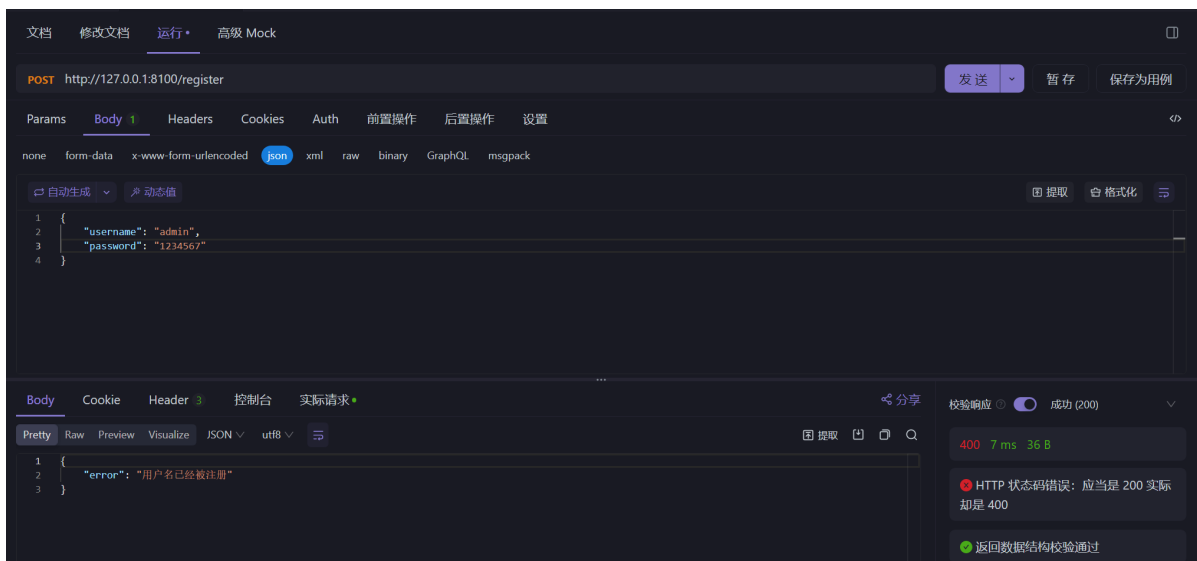 文档 修改文档 运行 高级 Mock
POST http://127.0.0.1:8100/register 发送 暂存 保存为用例
Params Body 1 Headers Cookies Auth 前置操作 后置操作 设置
none form-data x-www-form-urlencoded json xml raw binary GraphQL msgpack
自动生成 动态值 提取 格式化
1 {
2 "username": "admin",
3 "password": "1234567"
4 }
Body Cookie Header 3 控制台 实际请求 分享
Pretty Raw Preview Visualize JSON utf8 提取
1 {
2 "error": "用户名已经被注册"
3 }
校验响应 成功 (200)
400 7 ms 36 B
HTTP 状态码错误：应当是 200 实际
却是 400
返回数据结构校验通过